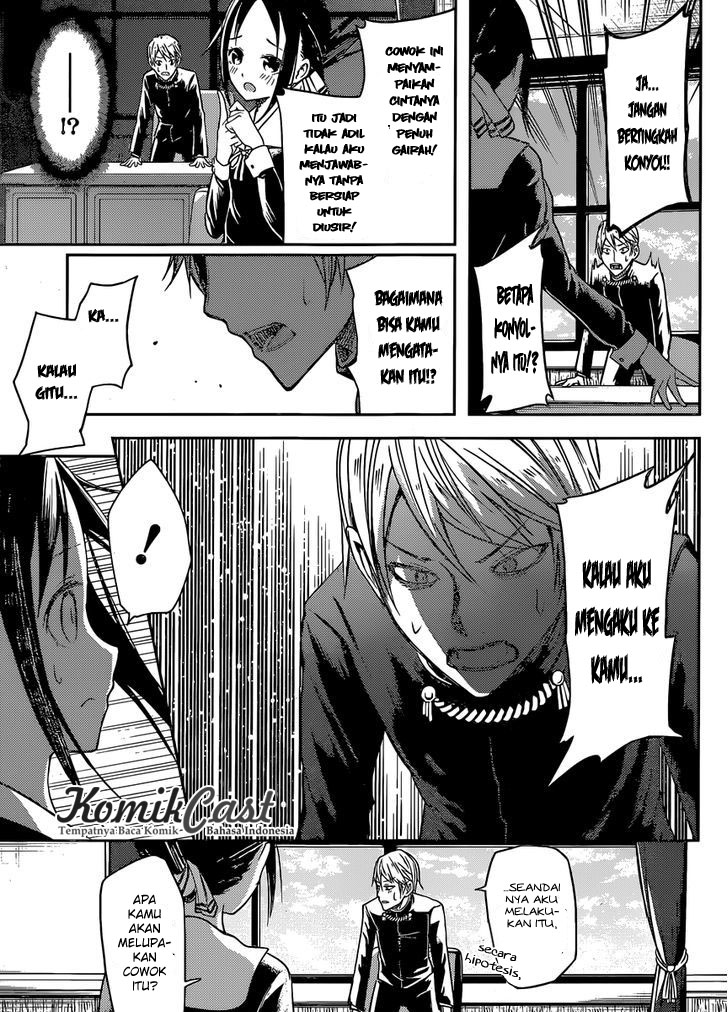 JA...
JANGAN
BERTINGKAH
KONYOL!!
BETAPA
KONYOL-
NYA ITU!?
COWOK INI
MENYAM-
PAIKAN
CINTANYA
DENGAN
PENUH
GAIRAH!
ITU JADI
TIDAK ADIL
KALAU AKU
MENJAWAB-
NYA TANPA
BERSIAP
UNTUK
DIUSIR!
—
!?
BAGAIMANA
BISA KAMU
MENGATA-
KAN ITU!?
KA...
KALAU
GITU...
KALAU AKU
MENGAKU KE
KAMU...
!
KomikCast
Tempatnya Baca Komik- Bahasa Indonesia
...SEANDAI
NYA AKU
MELAKU-
KAN ITU,
secara
hipotesis,
APA
KAMU
AKAN
MELUPA-
KAN COWOK
ITU?